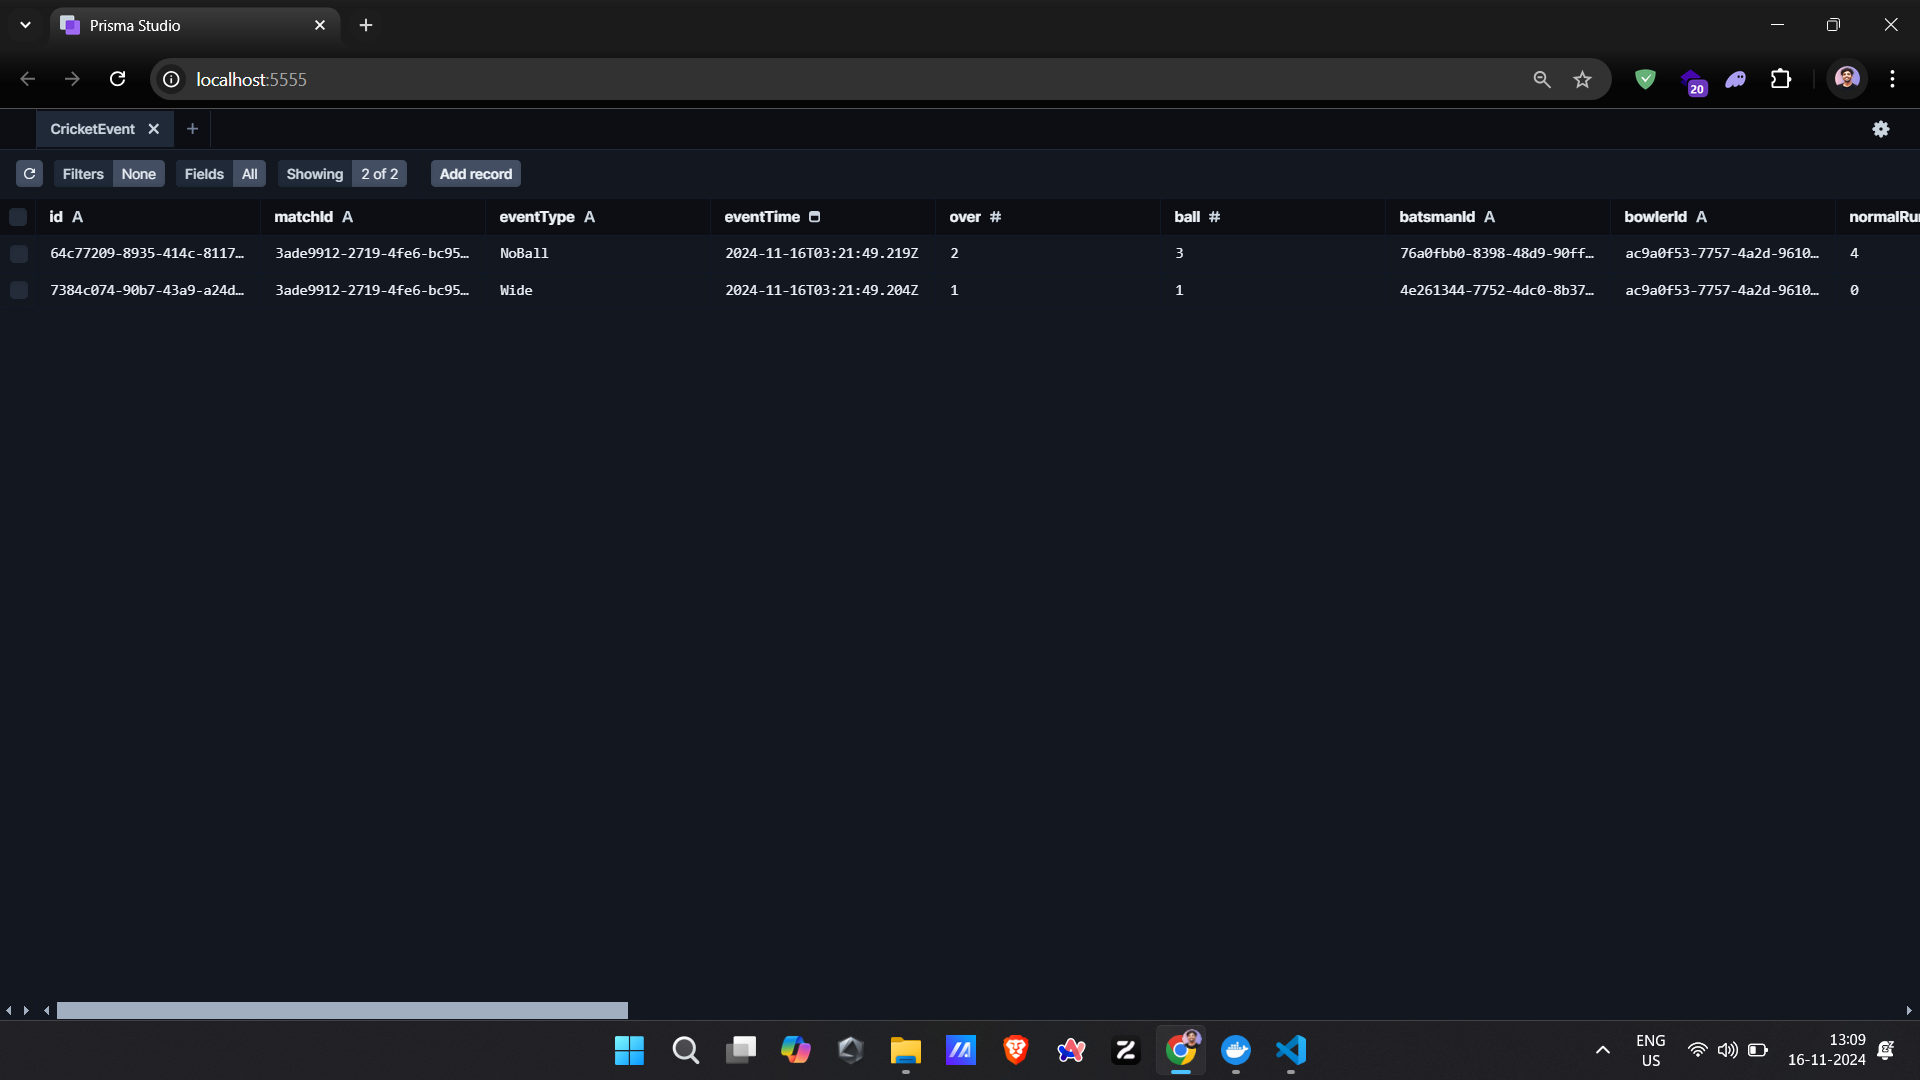 Prisma Studio
localhost:5555
20
CricketEvent
Filters None Fields All Showing 2 of 2 Add record
id A matchId A eventType A eventTime over # ball # batsmanId A bowlerId A normalRu
64c77209-8935-414c-8117… 3ade9912-2719-4fe6-bc95… NoBall 2024-11-16T03:21:49.219Z 2 3 76a0fbb0-8398-48d9-90ff… ac9a0f53-7757-4a2d-9610… 4
7384c074-90b7-43a9-a24d… 3ade9912-2719-4fe6-bc95… Wide 2024-11-16T03:21:49.204Z 1 1 4e261344-7752-4dc0-8b37… ac9a0f53-7757-4a2d-9610… 0
ENG 13:09
US 16-11-2024